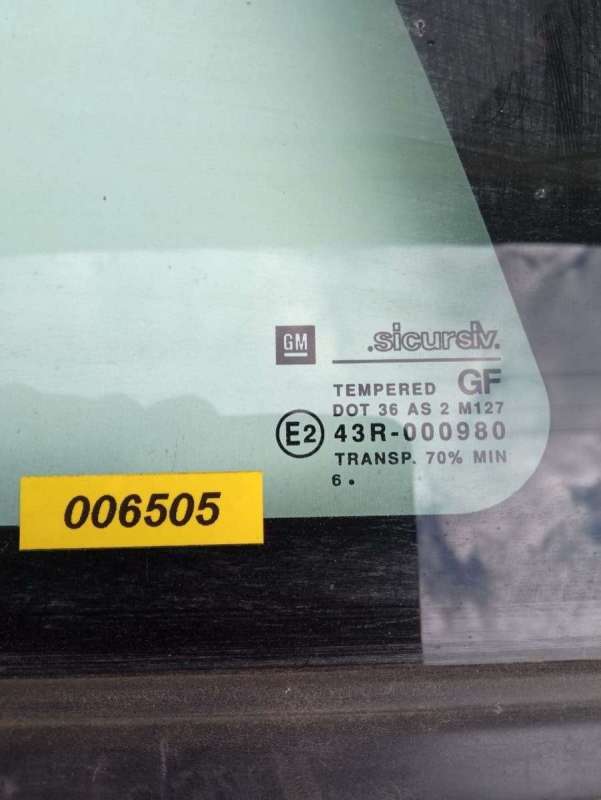 GM
.sicursiv.
TEMPERED GF
DOT 36 AS 2 M127
E2 43R-000980
TRANSP. 70% MIN
6 •
006505